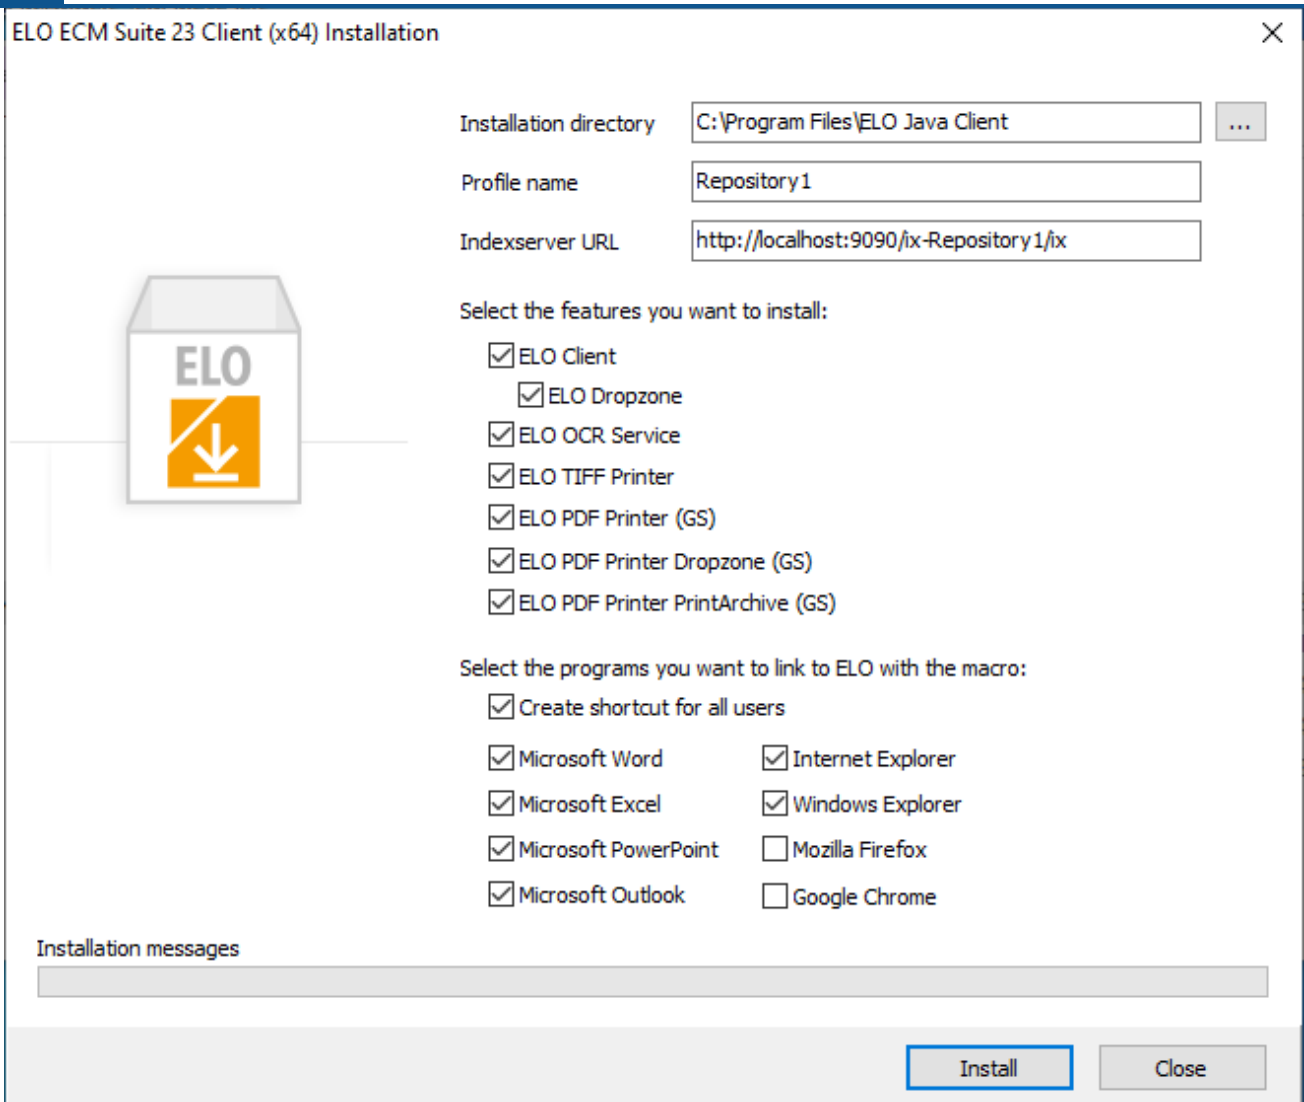 ELO ECM Suite 23 Client (x64) Installation
Installation directory C:\Program Files\ELO Java Client ...
Profile name Repository1
Indexserver URL http://localhost:9090/ix-Repository1/ix
Select the features you want to install:
ELO Client
ELO Dropzone
ELO OCR Service
ELO TIFF Printer
ELO PDF Printer (GS)
ELO PDF Printer Dropzone (GS)
ELO PDF Printer PrintArchive (GS)
ELO
Select the programs you want to link to ELO with the macro:
Create shortcut for all users
Microsoft Word Internet Explorer
Microsoft Excel Windows Explorer
Microsoft PowerPoint Mozilla Firefox
Microsoft Outlook Google Chrome
Installation messages
Install Close